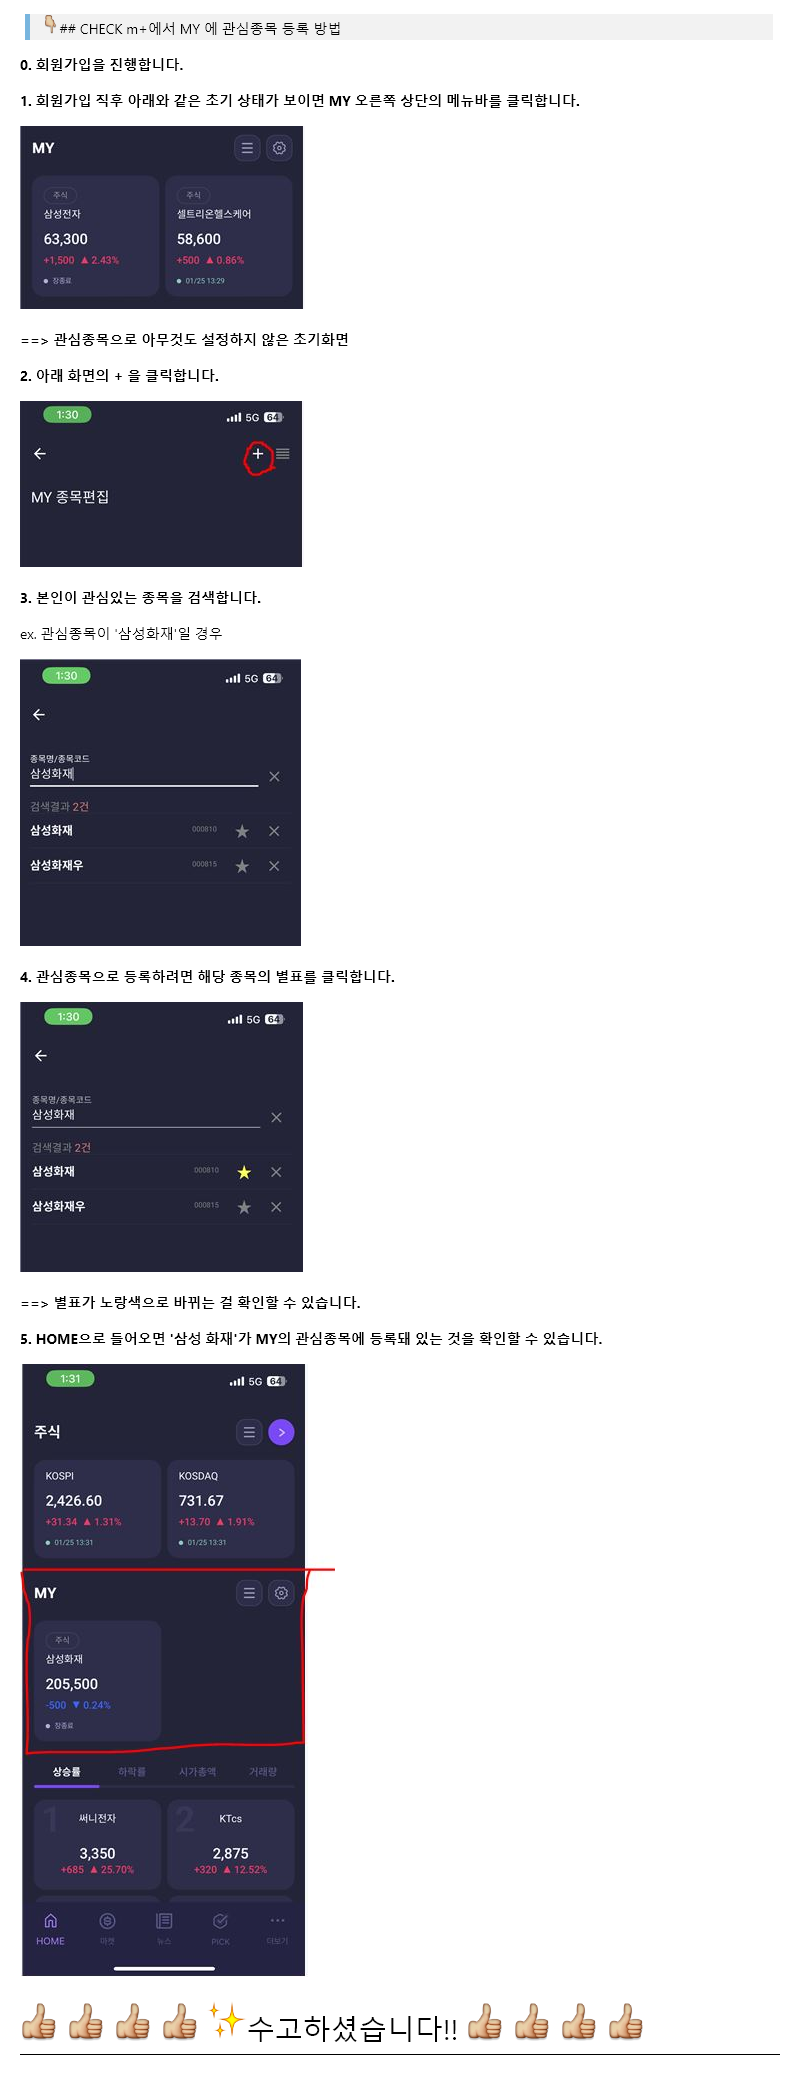 ## CHECK m+에서 MY 에 관심종목 등록 방법
0. 회원가입을 진행합니다.
1. 회원가입 직후 아래와 같은 초기 상태가 보이면 MY 오른쪽 상단의 메뉴바를 클릭합니다.
MY
주식 주식
삼성전자 셀트리온헬스케어
63,300 58,600
+1,500 ▲ 2.43% +500 ▲ 0.86%
장종료 01/25 13:29
==> 관심종목으로 아무것도 설정하지 않은 초기화면
2. 아래 화면의 + 을 클릭합니다.
1:30 5G 64
← +
MY 종목편집
3. 본인이 관심있는 종목을 검색합니다.
ex. 관심종목이 '삼성화재'일 경우
1:30 5G 64
←
종목명/종목코드
삼성화재
검색결과 2건
삼성화재 000810
삼성화재우 000815
4. 관심종목으로 등록하려면 해당 종목의 별표를 클릭합니다.
1:30 5G 64
←
종목명/종목코드
삼성화재
검색결과 2건
삼성화재 000810
삼성화재우 000815
==> 별표가 노랑색으로 바뀌는 걸 확인할 수 있습니다.
5. HOME으로 들어오면 '삼성 화재'가 MY의 관심종목에 등록돼 있는 것을 확인할 수 있습니다.
1:31 5G 64
주식
KOSPI KOSDAQ
2,426.60 731.67
+31.34 ▲ 1.31% +13.70 ▲ 1.91%
01/25 13:31 01/25 13:31
MY
주식
삼성화재
205,500
-500 ▼ 0.24%
장종료
상승률 하락률 시가총액 거래량
1 써니전자 2 KTcs
3,350 2,875
+685 ▲ 25.70% +320 ▲ 12.52%
HOME 마켓 뉴스 PICK 더보기
수고하셨습니다!!